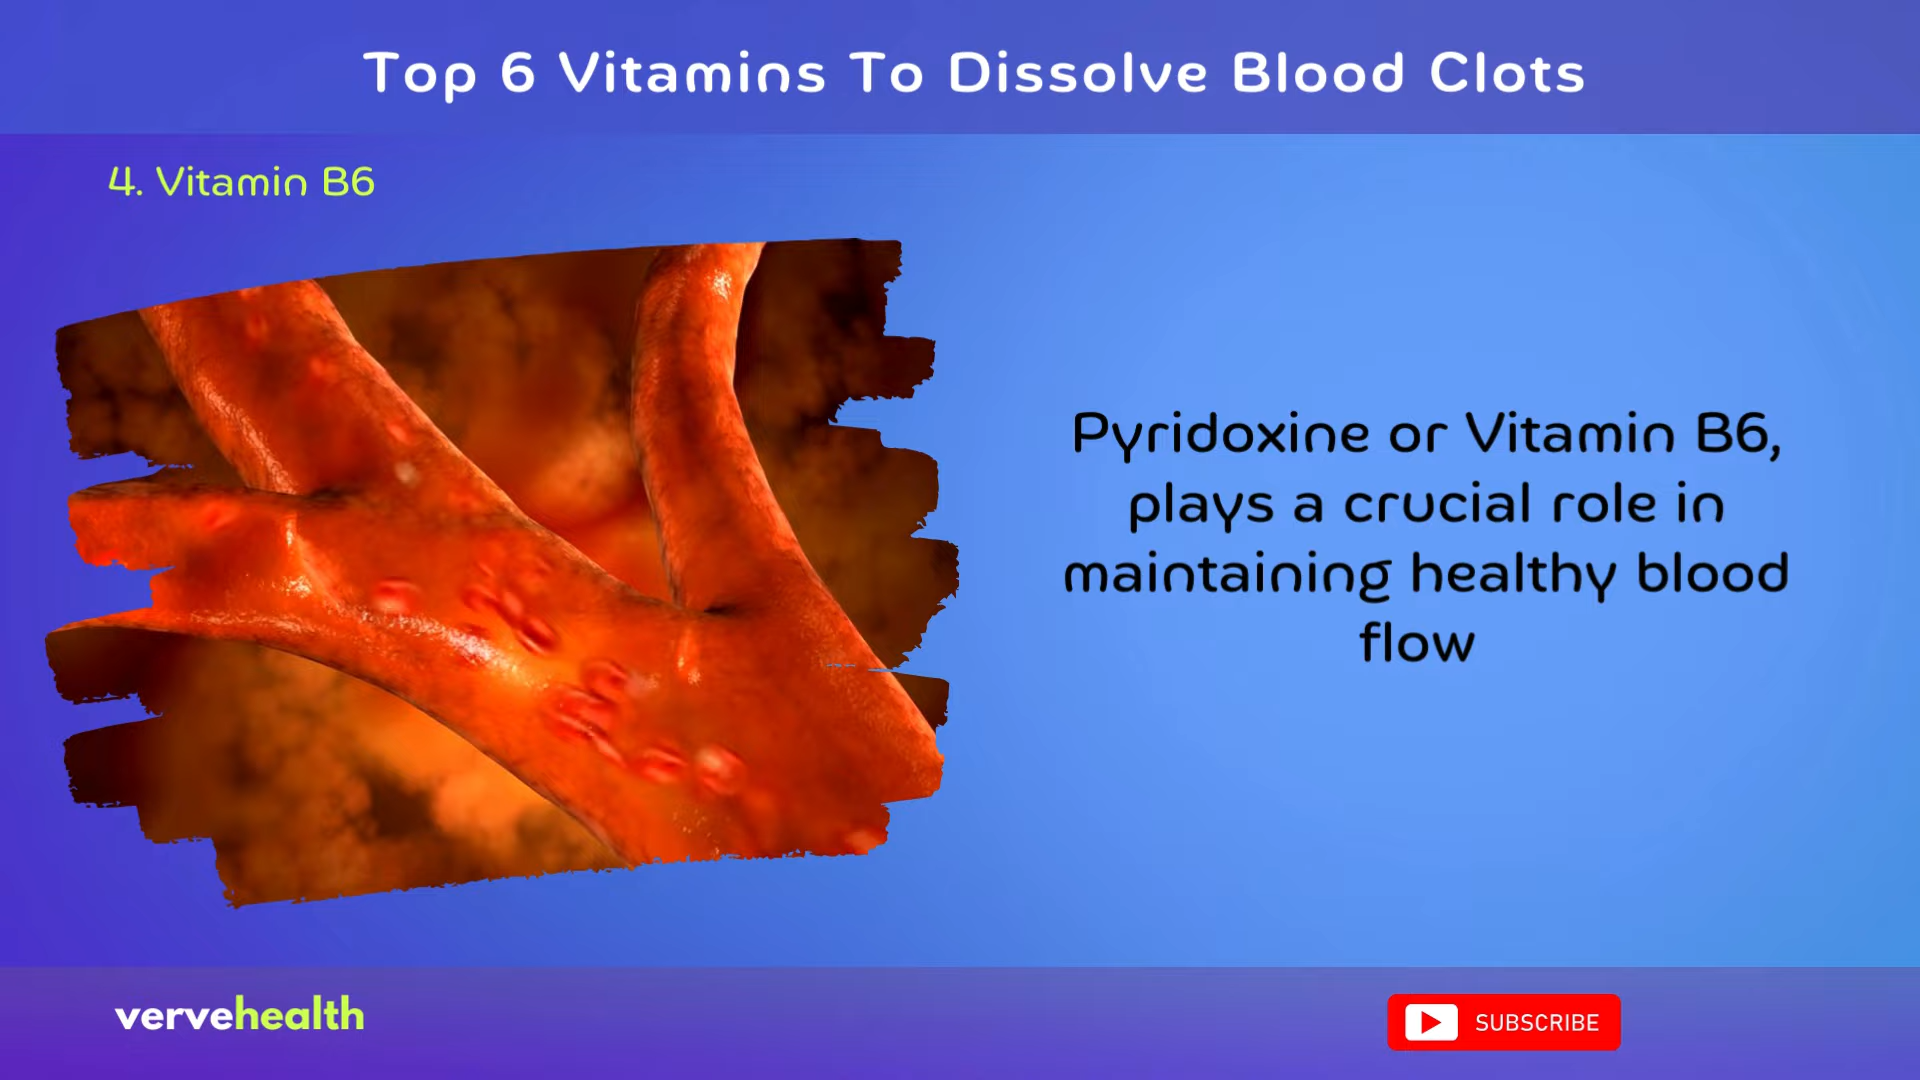 Top 6 Vitamins To Dissolve Blood Clots
4. Vitamin B6
Pyridoxine or Vitamin B6,
plays a crucial role in
maintaining healthy blood
flow
vervehealth
SUBSCRIBE